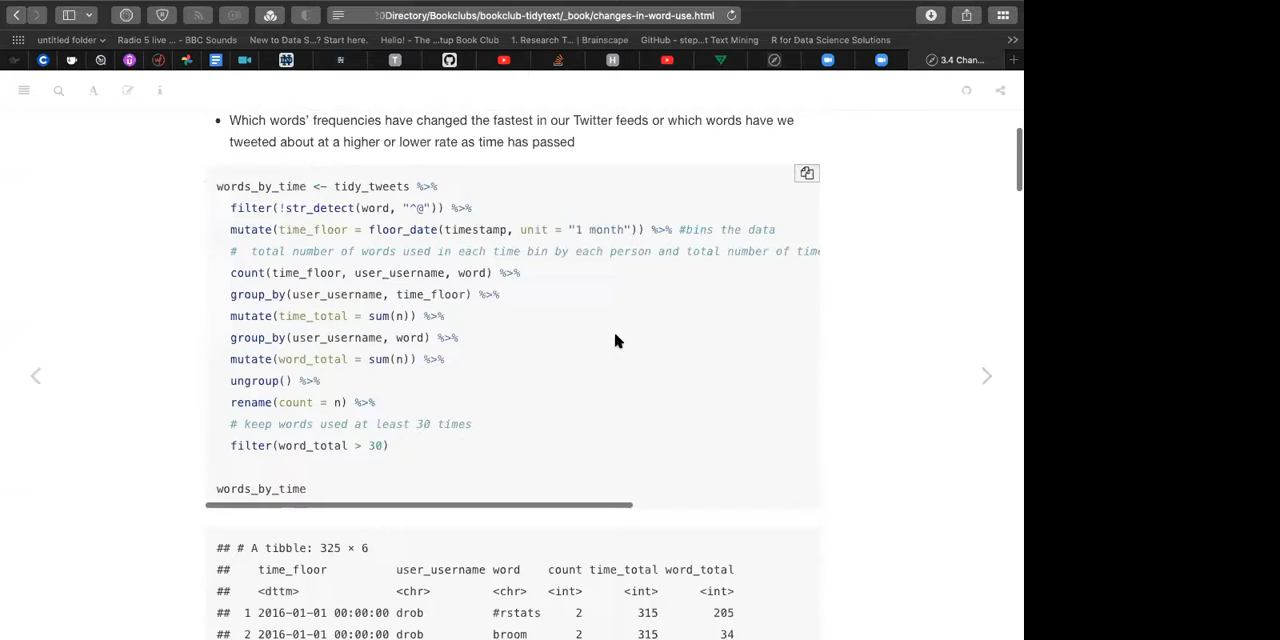 ?0Directory/Bookclubs/bookclub-tidytext/_book/changes-in-word-use.html
untitled folder
Radio 5 live ... - BBC Sounds
New to Data S...? Start here.
Hello! - The ...tup Book Club
1. Research T... | Brainscape
GitHub - step...t Text Mining
R for Data Science Solutions
3.4 Chan...
• Which words' frequencies have changed the fastest in our Twitter feeds or which words have we
tweeted about at a higher or lower rate as time has passed
words_by_time <- tidy_tweets %>%
filter(!str_detect(word, "^@")) %>%
mutate(time_floor = floor_date(timestamp, unit = "1 month")) %>% #bins the data
# total number of words used in each time bin by each person and total number of time
count(time_floor, user_username, word) %>%
group_by(user_username, time_floor) %>%
mutate(time_total = sum(n)) %>%
group_by(user_username, word) %>%
mutate(word_total = sum(n)) %>%
ungroup() %>%
rename(count = n) %>%
# keep words used at least 30 times
filter(word_total > 30)
words_by_time
## # A tibble: 325 × 6
## time_floor user_username word count time_total word_total
## <dttm> <chr> <chr> <int> <int> <int>
## 1 2016-01-01 00:00:00 drob #rstats 2 315 205
## 2 2016-01-01 00:00:00 drob broom 2 315 34